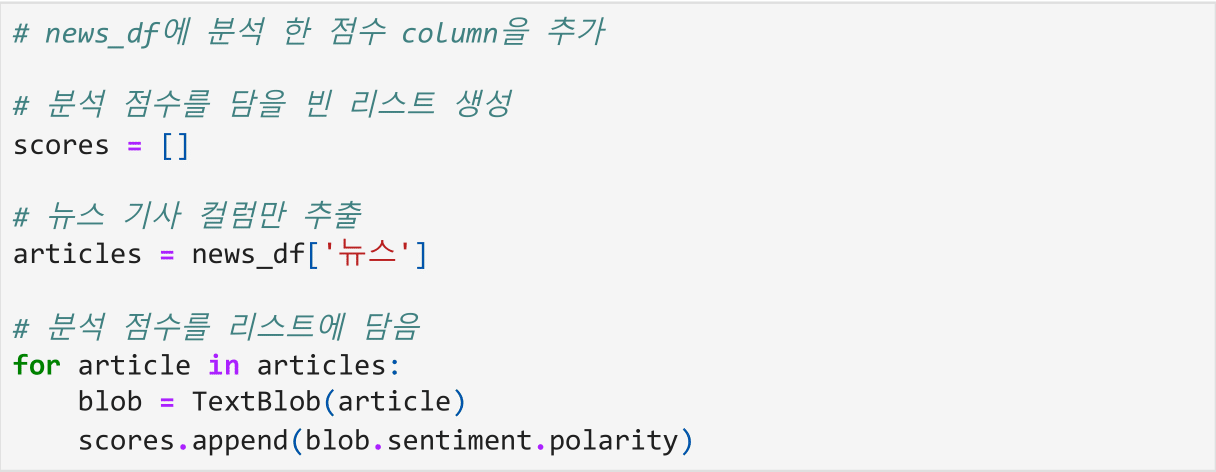 # news_df에 분석 한 점수 column을 추가
# 분석 점수를 담을 빈 리스트 생성
scores = []
# 뉴스 기사 컬럼만 추출
articles = news_df['뉴스']
# 분석 점수를 리스트에 담음
for article in articles:
    blob = TextBlob(article)
    scores.append(blob.sentiment.polarity)